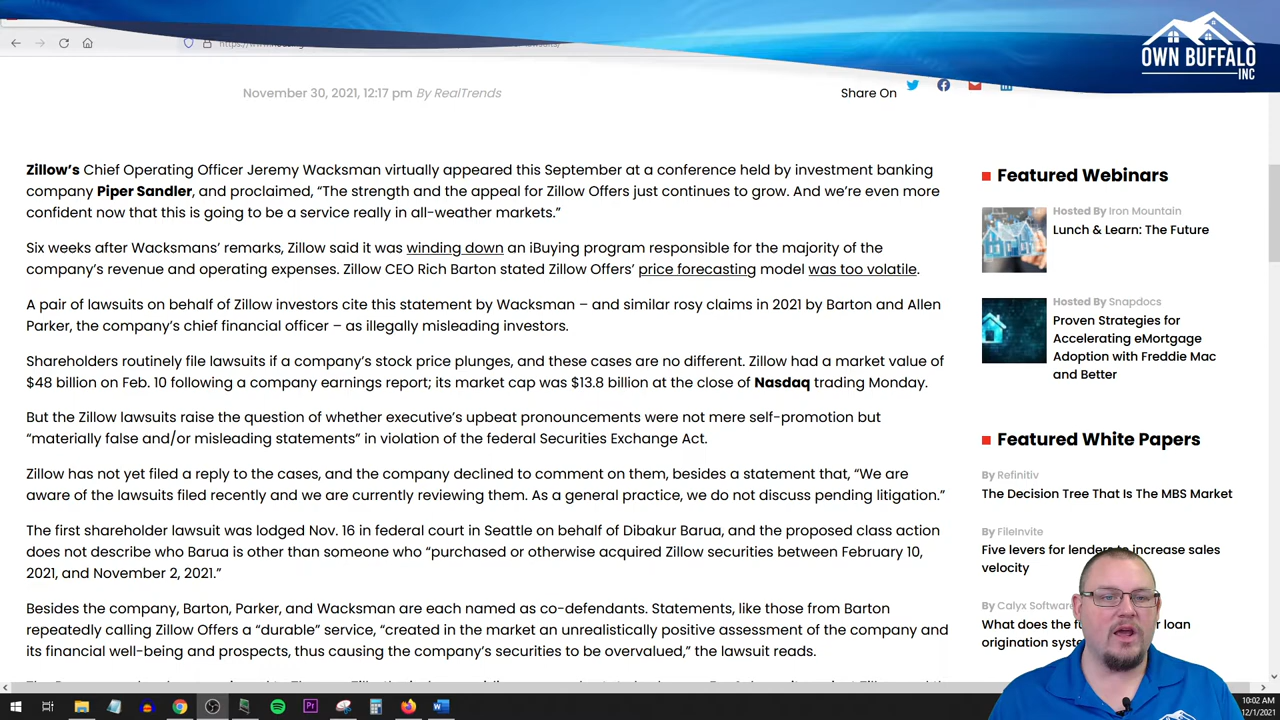 OWN BUFFALO
INC
November 30, 2021, 12:17 pm By RealTrends
Share On
Zillow’s Chief Operating Officer Jeremy Wacksman virtually appeared this September at a conference held by investment banking
company Piper Sandler, and proclaimed, “The strength and the appeal for Zillow Offers just continues to grow. And we’re even more
confident now that this is going to be a service really in all-weather markets.”
Six weeks after Wacksmans’ remarks, Zillow said it was winding down an iBuying program responsible for the majority of the
company’s revenue and operating expenses. Zillow CEO Rich Barton stated Zillow Offers’ price forecasting model was too volatile.
A pair of lawsuits on behalf of Zillow investors cite this statement by Wacksman – and similar rosy claims in 2021 by Barton and Allen
Parker, the company’s chief financial officer – as illegally misleading investors.
Shareholders routinely file lawsuits if a company’s stock price plunges, and these cases are no different. Zillow had a market value of
$48 billion on Feb. 10 following a company earnings report; its market cap was $13.8 billion at the close of Nasdaq trading Monday.
But the Zillow lawsuits raise the question of whether executive’s upbeat pronouncements were not mere self-promotion but
“materially false and/or misleading statements” in violation of the federal Securities Exchange Act.
Zillow has not yet filed a reply to the cases, and the company declined to comment on them, besides a statement that, “We are
aware of the lawsuits filed recently and we are currently reviewing them. As a general practice, we do not discuss pending litigation.”
The first shareholder lawsuit was lodged Nov. 16 in federal court in Seattle on behalf of Dibakur Barua, and the proposed class action
does not describe who Barua is other than someone who “purchased or otherwise acquired Zillow securities between February 10,
2021, and November 2, 2021.”
Besides the company, Barton, Parker, and Wacksman are each named as co-defendants. Statements, like those from Barton
repeatedly calling Zillow Offers a “durable” service, “created in the market an unrealistically positive assessment of the company and
its financial well-being and prospects, thus causing the company’s securities to be overvalued,” the lawsuit reads.
Featured Webinars
Hosted By Iron Mountain
Lunch & Learn: The Future
Hosted By Snapdocs
Proven Strategies for
Accelerating eMortgage
Adoption with Freddie Mac
and Better
Featured White Papers
By Refinitiv
The Decision Tree That Is The MBS Market
By FileInvite
Five levers for lenders to increase sales
velocity
By Calyx Software
What does the loan
origination
10:02 AM
12/1/2021